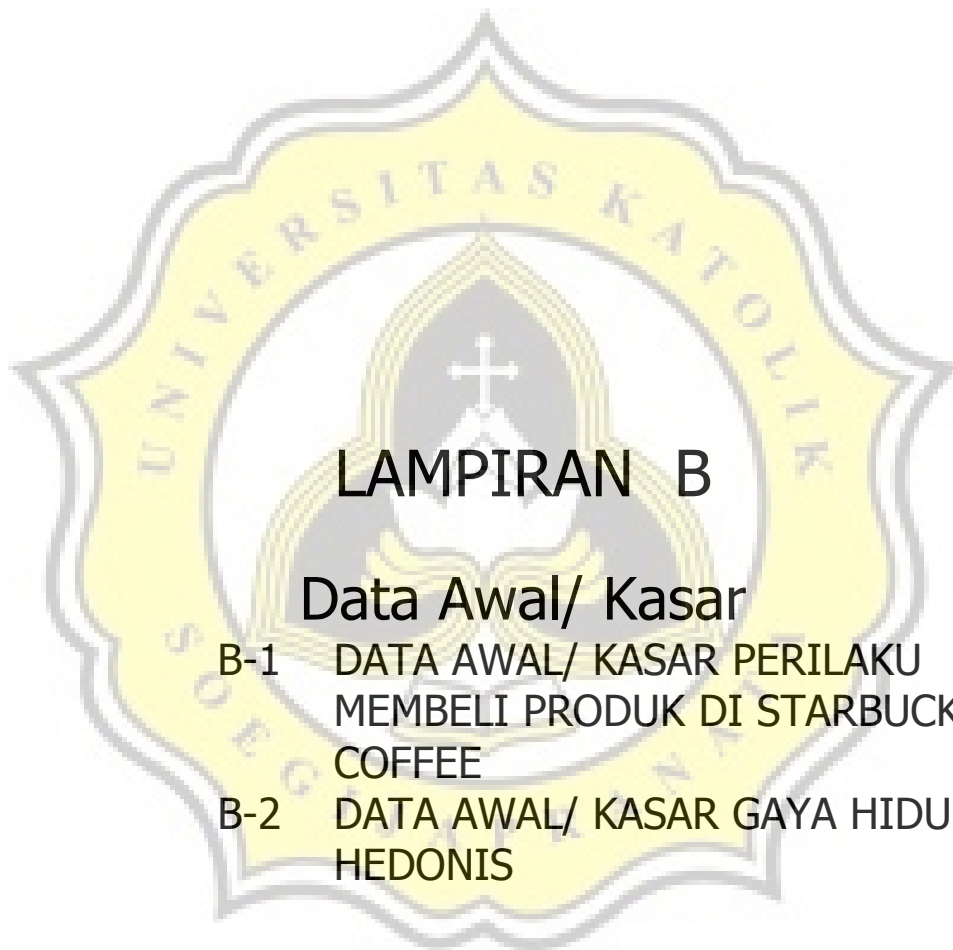 UNIVERSITAS KATOLIK
LAMPIRAN B
Data Awal/ Kasar
B-1 DATA AWAL/ KASAR PERILAKU
MEMBELI PRODUK DI STARBUCK
COFFEE
B-2 DATA AWAL/ KASAR GAYA HIDU
HEDONIS
SOEGIJAPRANATA